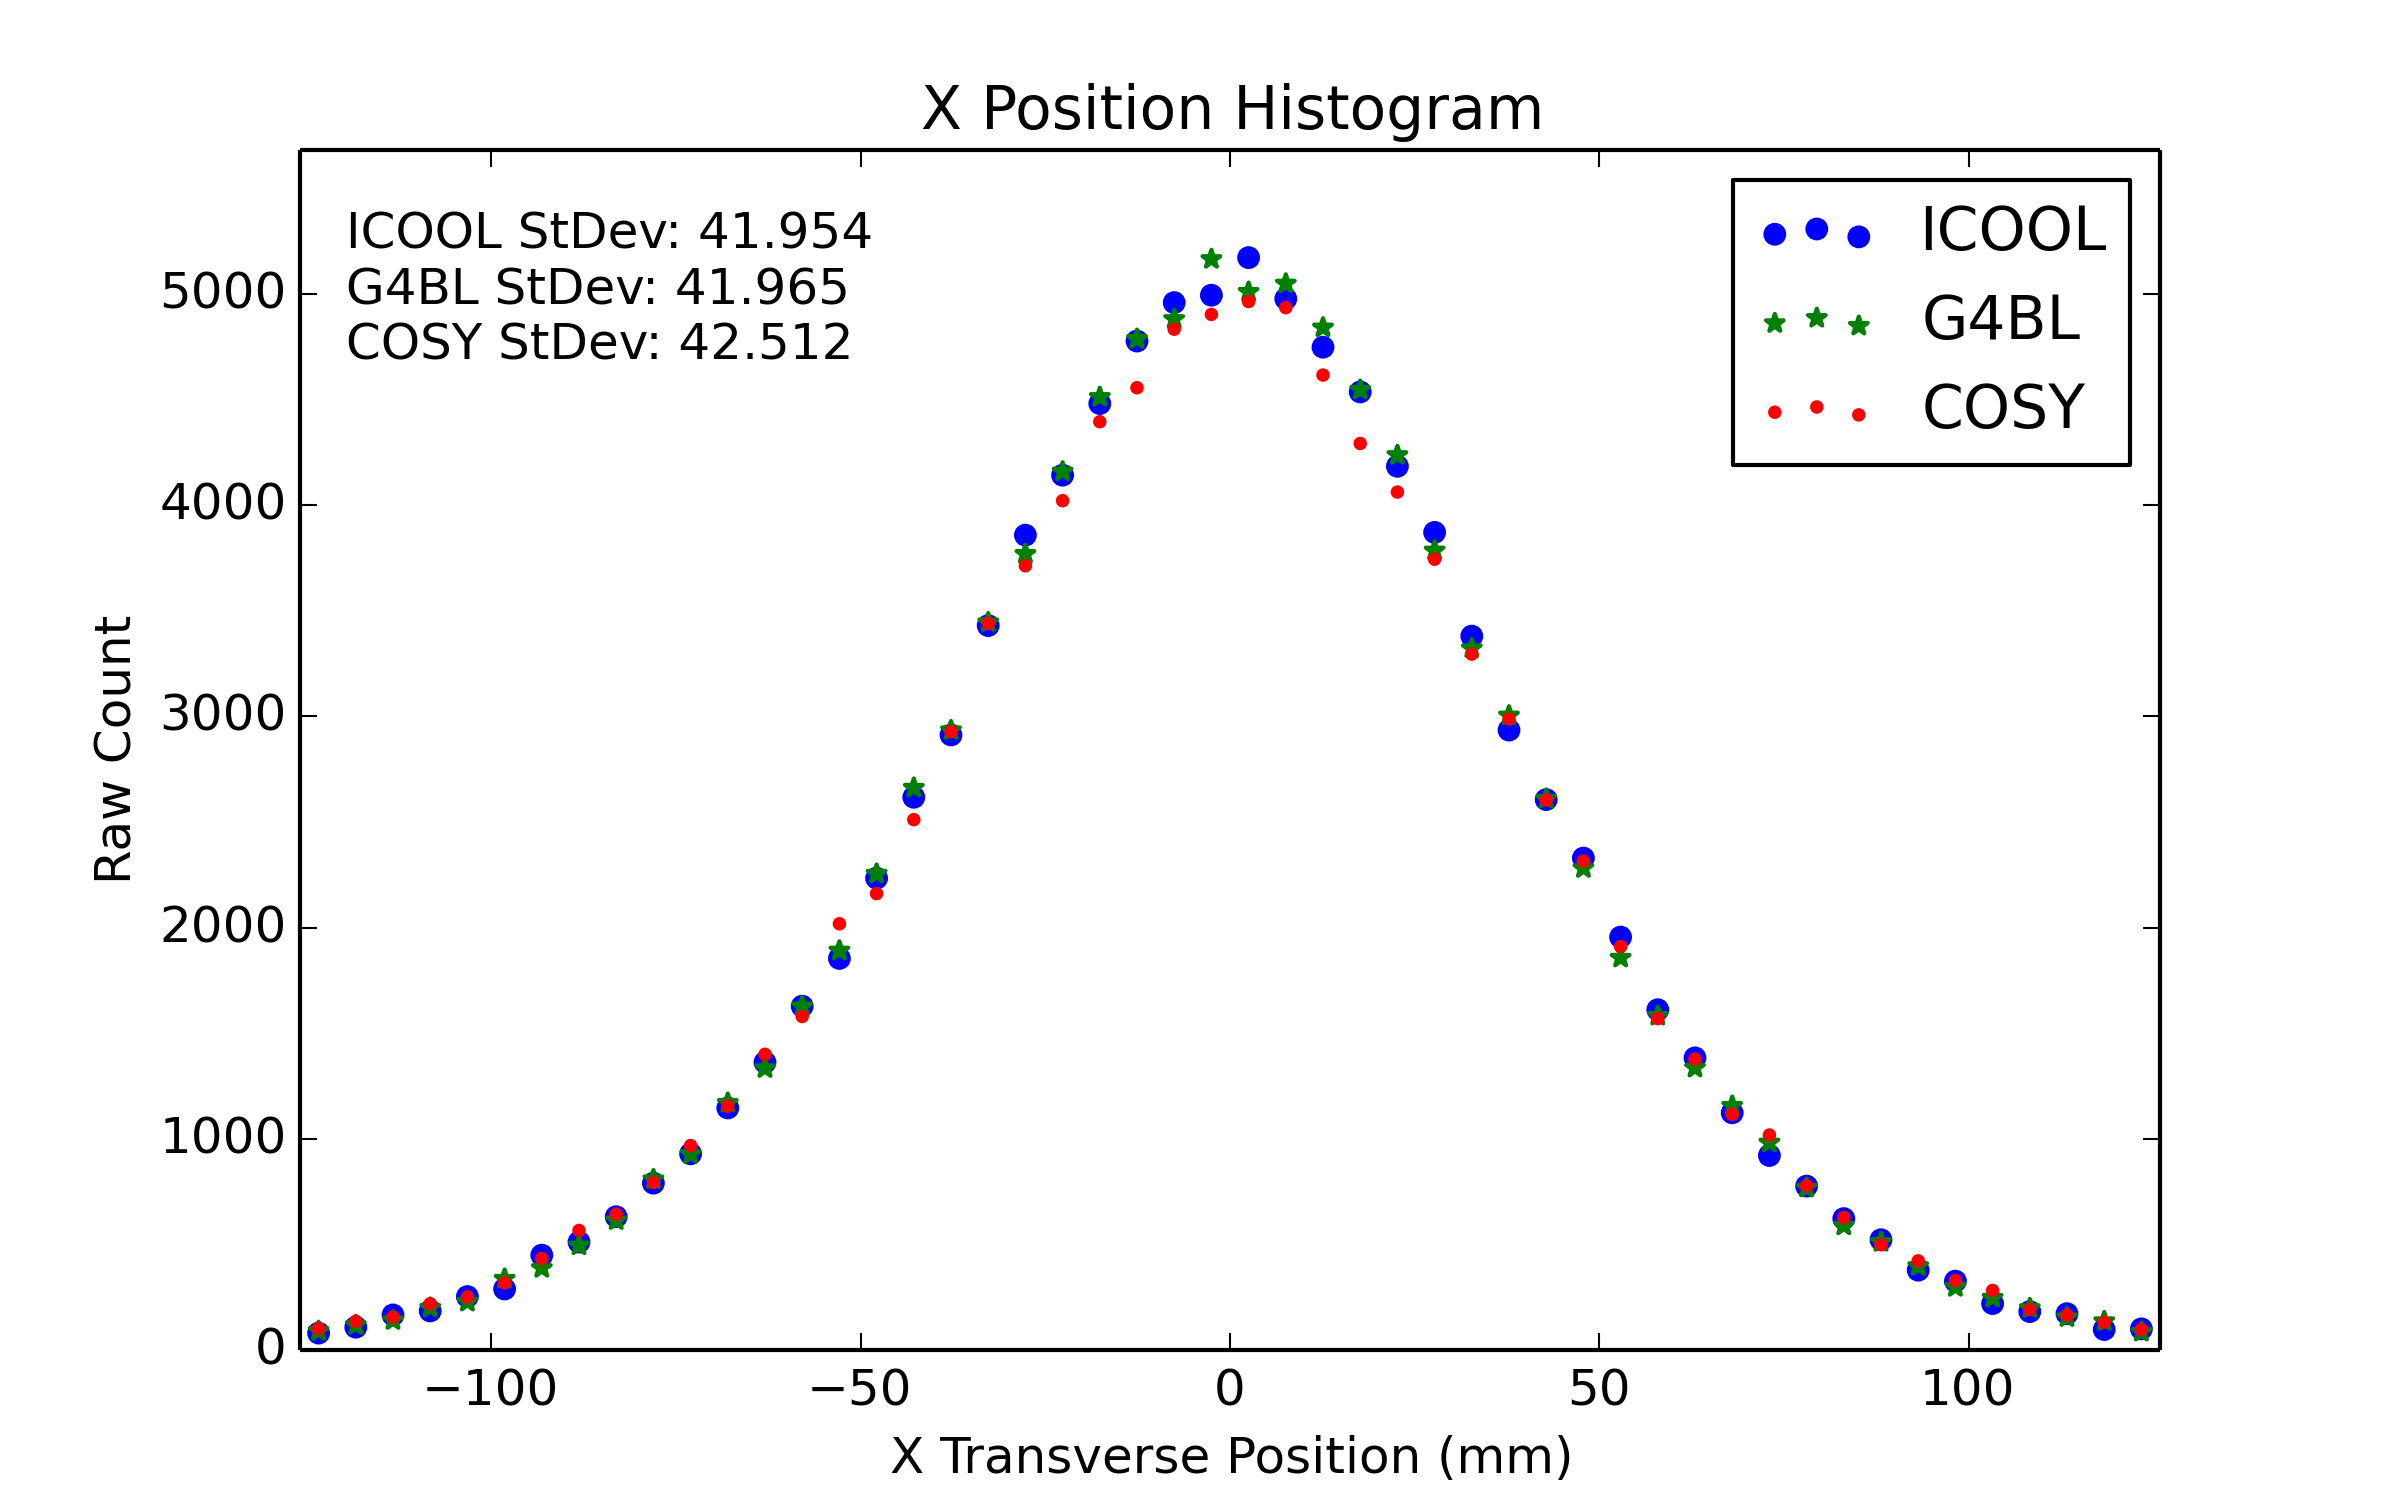 X Position Histogram
ICOOL StDev: 41.954
G4BL StDev: 41.965
COSY StDev: 42.512
ICOOL
G4BL
COSY
5000
4000
3000
2000
1000
0
Raw Count
−100 −50 0 50 100
X Transverse Position (mm)